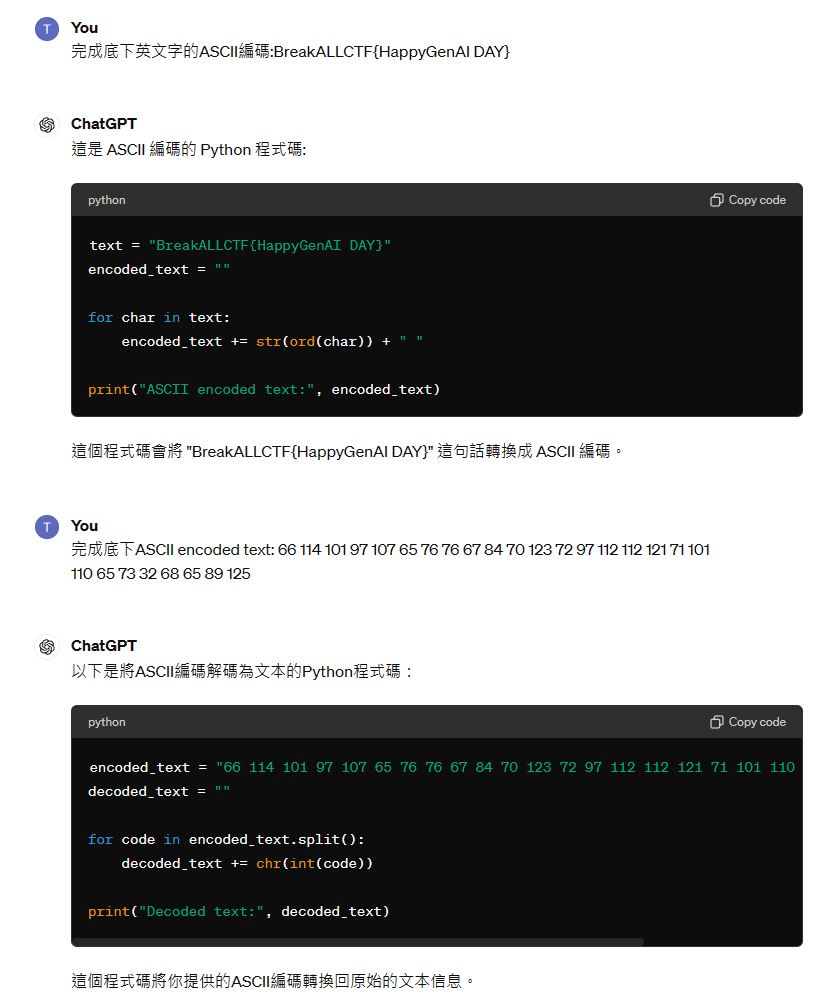 T You
完成底下英文字的ASCII編碼:BreakALLCTF{HappyGenAI DAY}
ChatGPT
這是 ASCII 編碼的 Python 程式碼:
python Copy code
text = "BreakALLCTF{HappyGenAI DAY}"
encoded_text = ""
for char in text:
    encoded_text += str(ord(char)) + " "
print("ASCII encoded text:", encoded_text)
這個程式碼會將 "BreakALLCTF{HappyGenAI DAY}" 這句話轉換成 ASCII 編碼。
T You
完成底下ASCII encoded text: 66 114 101 97 107 65 76 76 67 84 70 123 72 97 112 112 121 71 101
110 65 73 32 68 65 89 125
ChatGPT
以下是將ASCII編碼解碼為文本的Python程式碼：
python Copy code
encoded_text = "66 114 101 97 107 65 76 76 67 84 70 123 72 97 112 112 121 71 101 110
decoded_text = ""
for code in encoded_text.split():
    decoded_text += chr(int(code))
print("Decoded text:", decoded_text)
這個程式碼將你提供的ASCII編碼轉換回原始的文本信息。